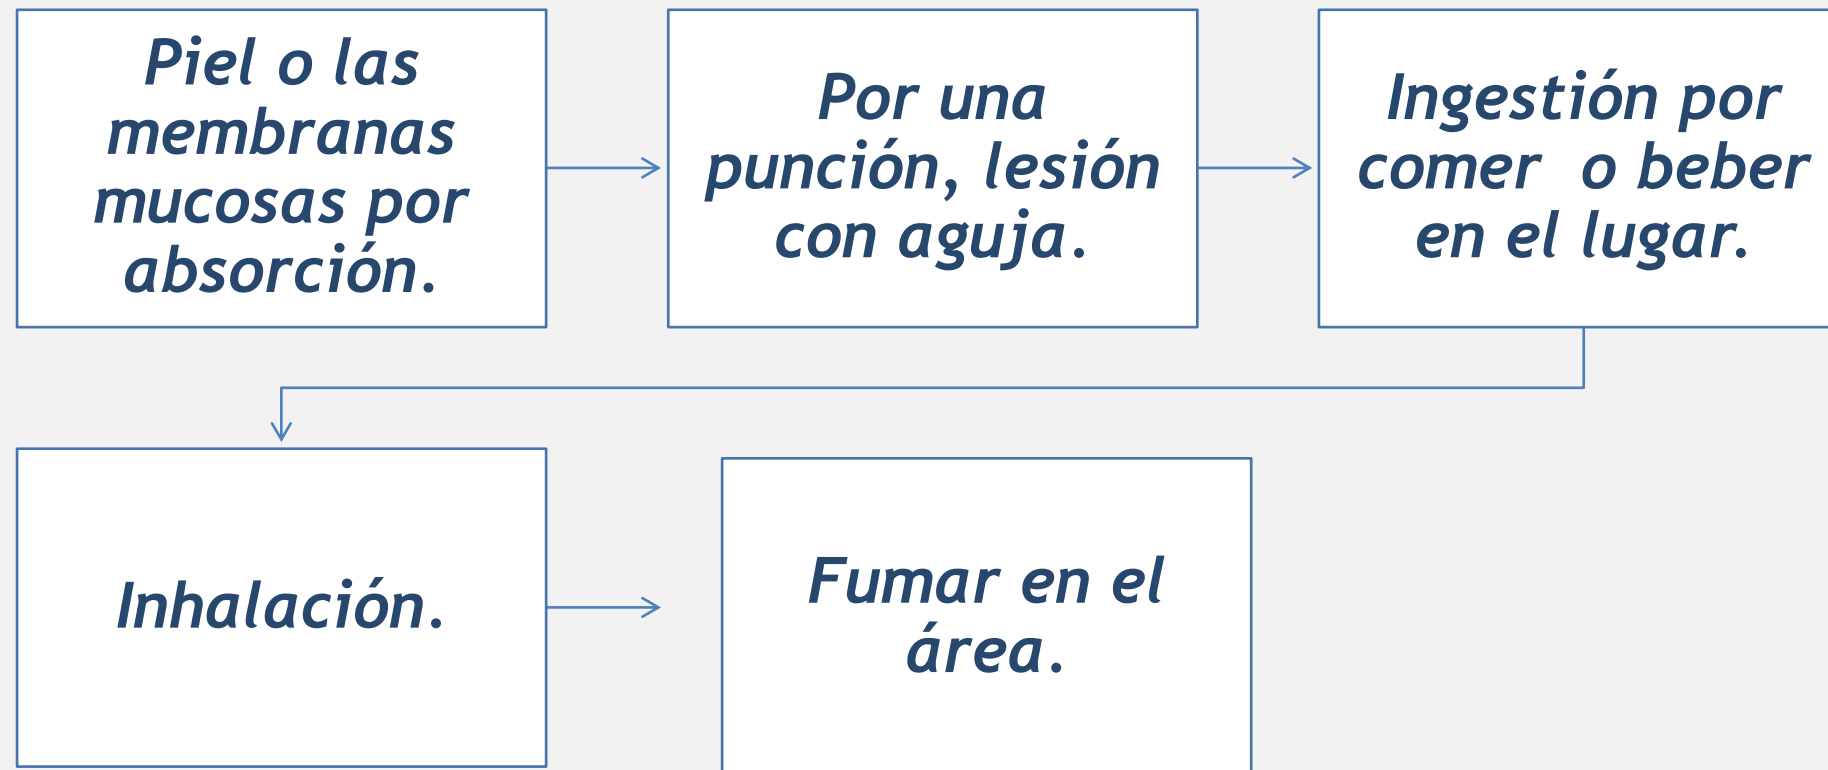 Piel o las
membranas
mucosas por
absorción.
Por una
punción, lesión
con aguja.
Ingestión por
comer  o beber
en el lugar.
Inhalación.
Fumar en el
área.